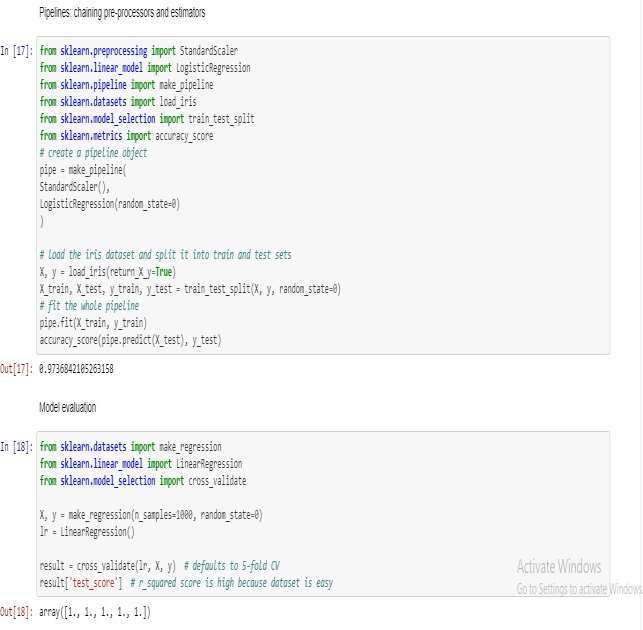 Pipelines: chaining pre-processors and estimators
In [17]: from sklearn.preprocessing import StandardScaler
from sklearn.linear_model import LogisticRegression
from sklearn.pipeline import make_pipeline
from sklearn.datasets import load_iris
from sklearn.model_selection import train_test_split
from sklearn.metrics import accuracy_score
# create a pipeline object
pipe = make_pipeline(
StandardScaler(),
LogisticRegression(random_state=0)
)
# load the iris dataset and split it into train and test sets
X, y = load_iris(return_X_y=True)
X_train, X_test, y_train, y_test = train_test_split(X, y, random_state=0)
# fit the whole pipeline
pipe.fit(X_train, y_train)
accuracy_score(pipe.predict(X_test), y_test)
Out[17]: 0.9736842105263158
Model evaluation
In [18]: from sklearn.datasets import make_regression
from sklearn.linear_model import LinearRegression
from sklearn.model_selection import cross_validate
X, y = make_regression(n_samples=1000, random_state=0)
lr = LinearRegression()
result = cross_validate(lr, X, y)  # defaults to 5-fold CV
result['test_score']  # r_squared score is high because dataset is easy
Out[18]: array([1., 1., 1., 1., 1.])
Activate Windows
Go to Settings to activate Windows